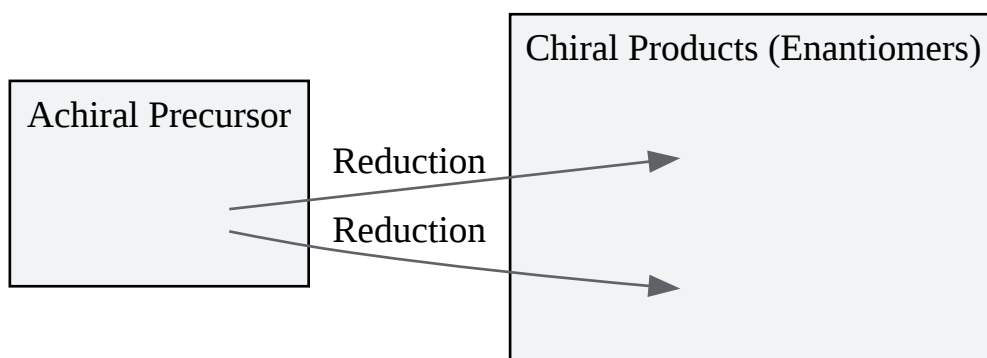 Chiral Products (Enantiomers)
Achiral Precursor
Reduction
Reduction